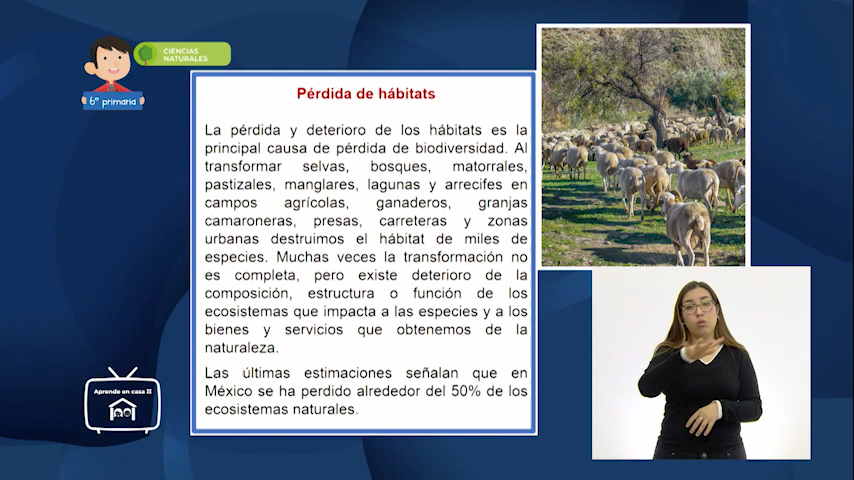 CIENCIAS
NATURALES
6° primaria
Pérdida de hábitats
La pérdida y deterioro de los hábitats es la
principal causa de pérdida de biodiversidad. Al
transformar selvas, bosques, matorrales,
pastizales, manglares, lagunas y arrecifes en
campos agrícolas, ganaderos, granjas
camaroneras, presas, carreteras y zonas
urbanas destruimos el hábitat de miles de
especies. Muchas veces la transformación no
es completa, pero existe deterioro de la
composición, estructura o función de los
ecosistemas que impacta a las especies y a los
bienes y servicios que obtenemos de la
naturaleza.
Las últimas estimaciones señalan que en
México se ha perdido alrededor del 50% de los
ecosistemas naturales.
Aprende en casa II